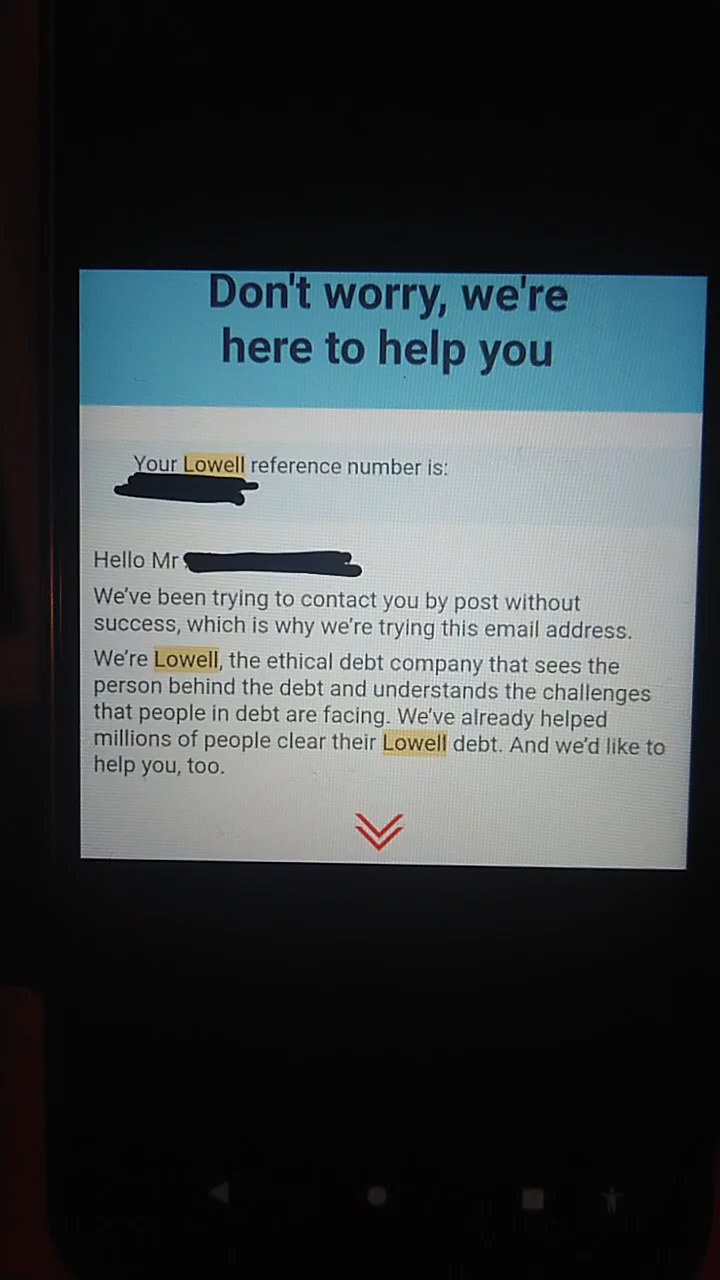 Don't worry, we're
here to help you
Your Lowell reference number is:
Hello Mr
We've been trying to contact you by post without
success, which is why we're trying this email address.
We're Lowell, the ethical debt company that sees the
person behind the debt and understands the challenges
that people in debt are facing. We've already helped
millions of people clear their Lowell debt. And we'd like to
help you, too.